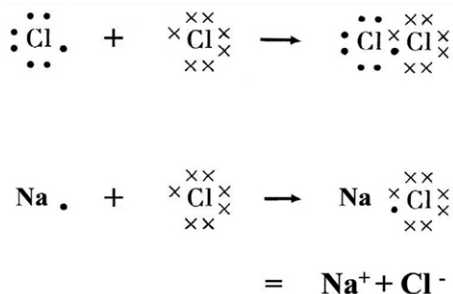 Cl + Cl → Cl Cl
Na + Cl → Na Cl
= Na⁺ + Cl⁻